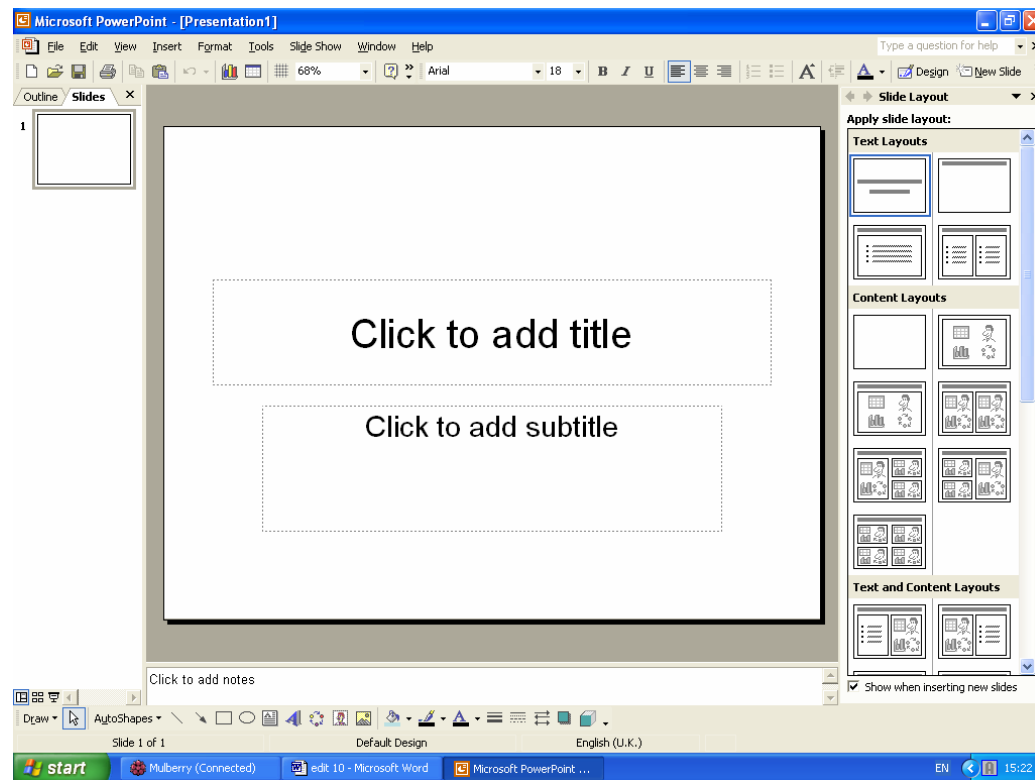 Microsoft PowerPoint - [Presentation1]
File Edit View Insert Format Tools Slide Show Window Help Type a question for help
68% Arial 18 B I U A A Design New Slide
Outline Slides Slide Layout
1
Apply slide layout:
Text Layouts
Content Layouts
Click to add title
Click to add subtitle
Text and Content Layouts
Click to add notes
Show when inserting new slides
Draw AutoShapes A
Slide 1 of 1 Default Design English (U.K.)
start Mulberry (Connected) edit 10 - Microsoft Word Microsoft PowerPoint ... EN 15:22